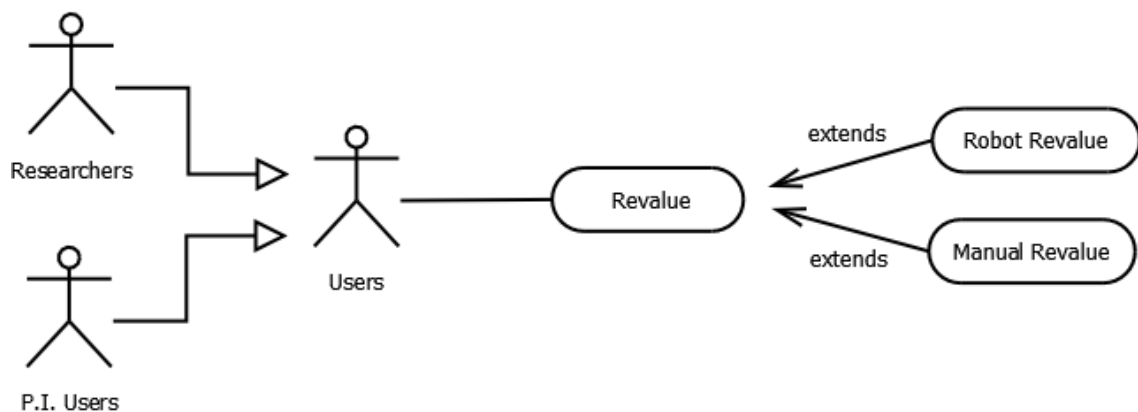 Researchers
P.I. Users
Users
Revalue
extends
Robot Revalue
extends
Manual Revalue